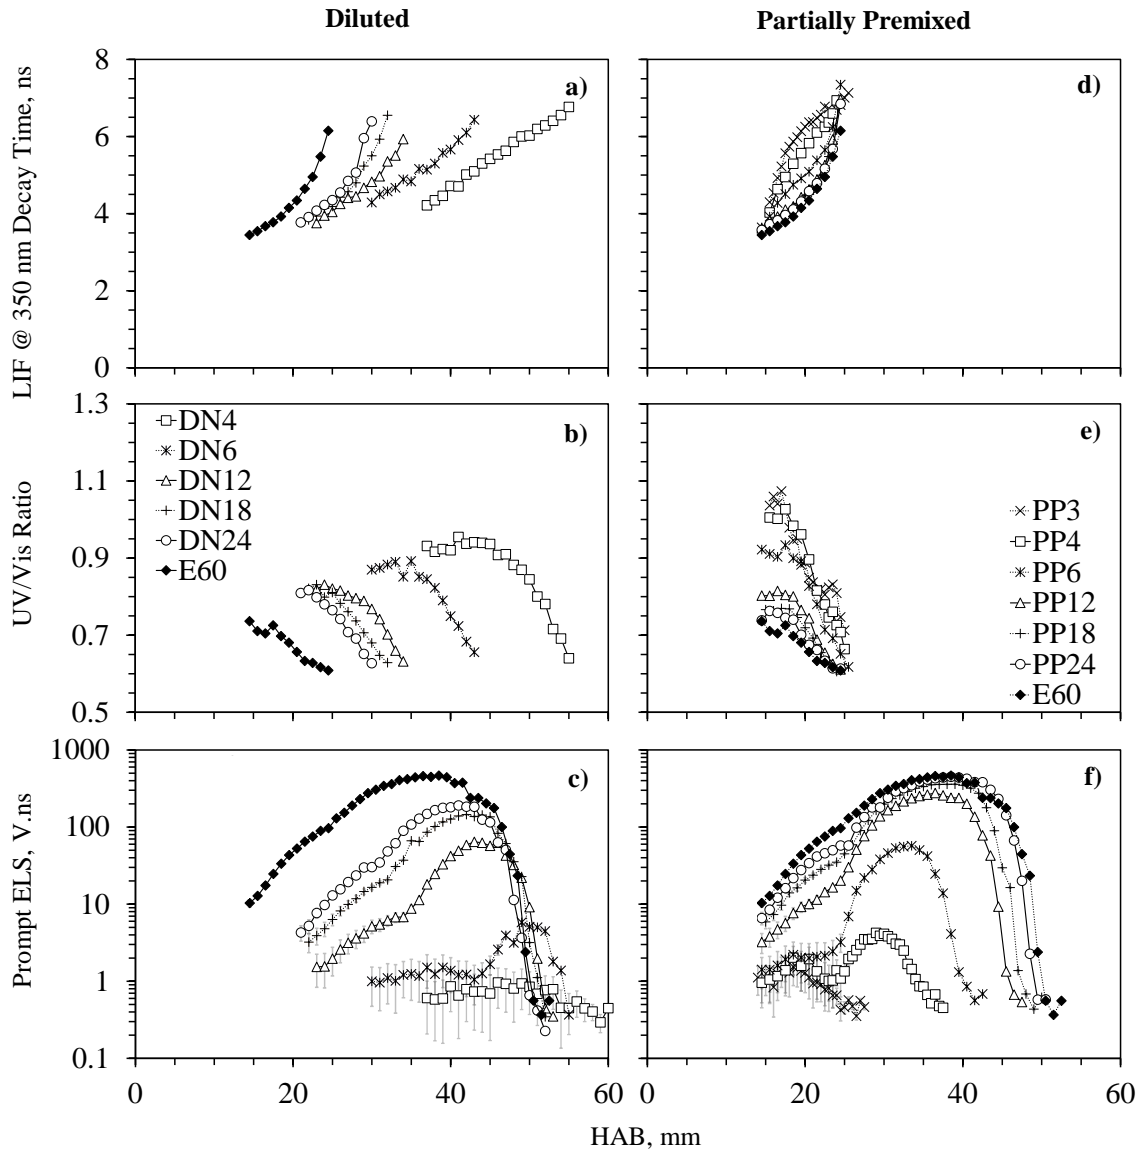 Diluted
Partially Premixed
LIF @ 350 nm Decay Time, ns
8
6
4
2
0
a)
d)
UV/Vis Ratio
1.3
1.1
0.9
0.7
0.5
DN4
DN6
DN12
DN18
DN24
E60
b)
e)
PP3
PP4
PP6
PP12
PP18
PP24
E60
Prompt ELS, V.ns
1000
100
10
1
0.1
c)
f)
0 20 40 60 0 20 40 60
HAB, mm